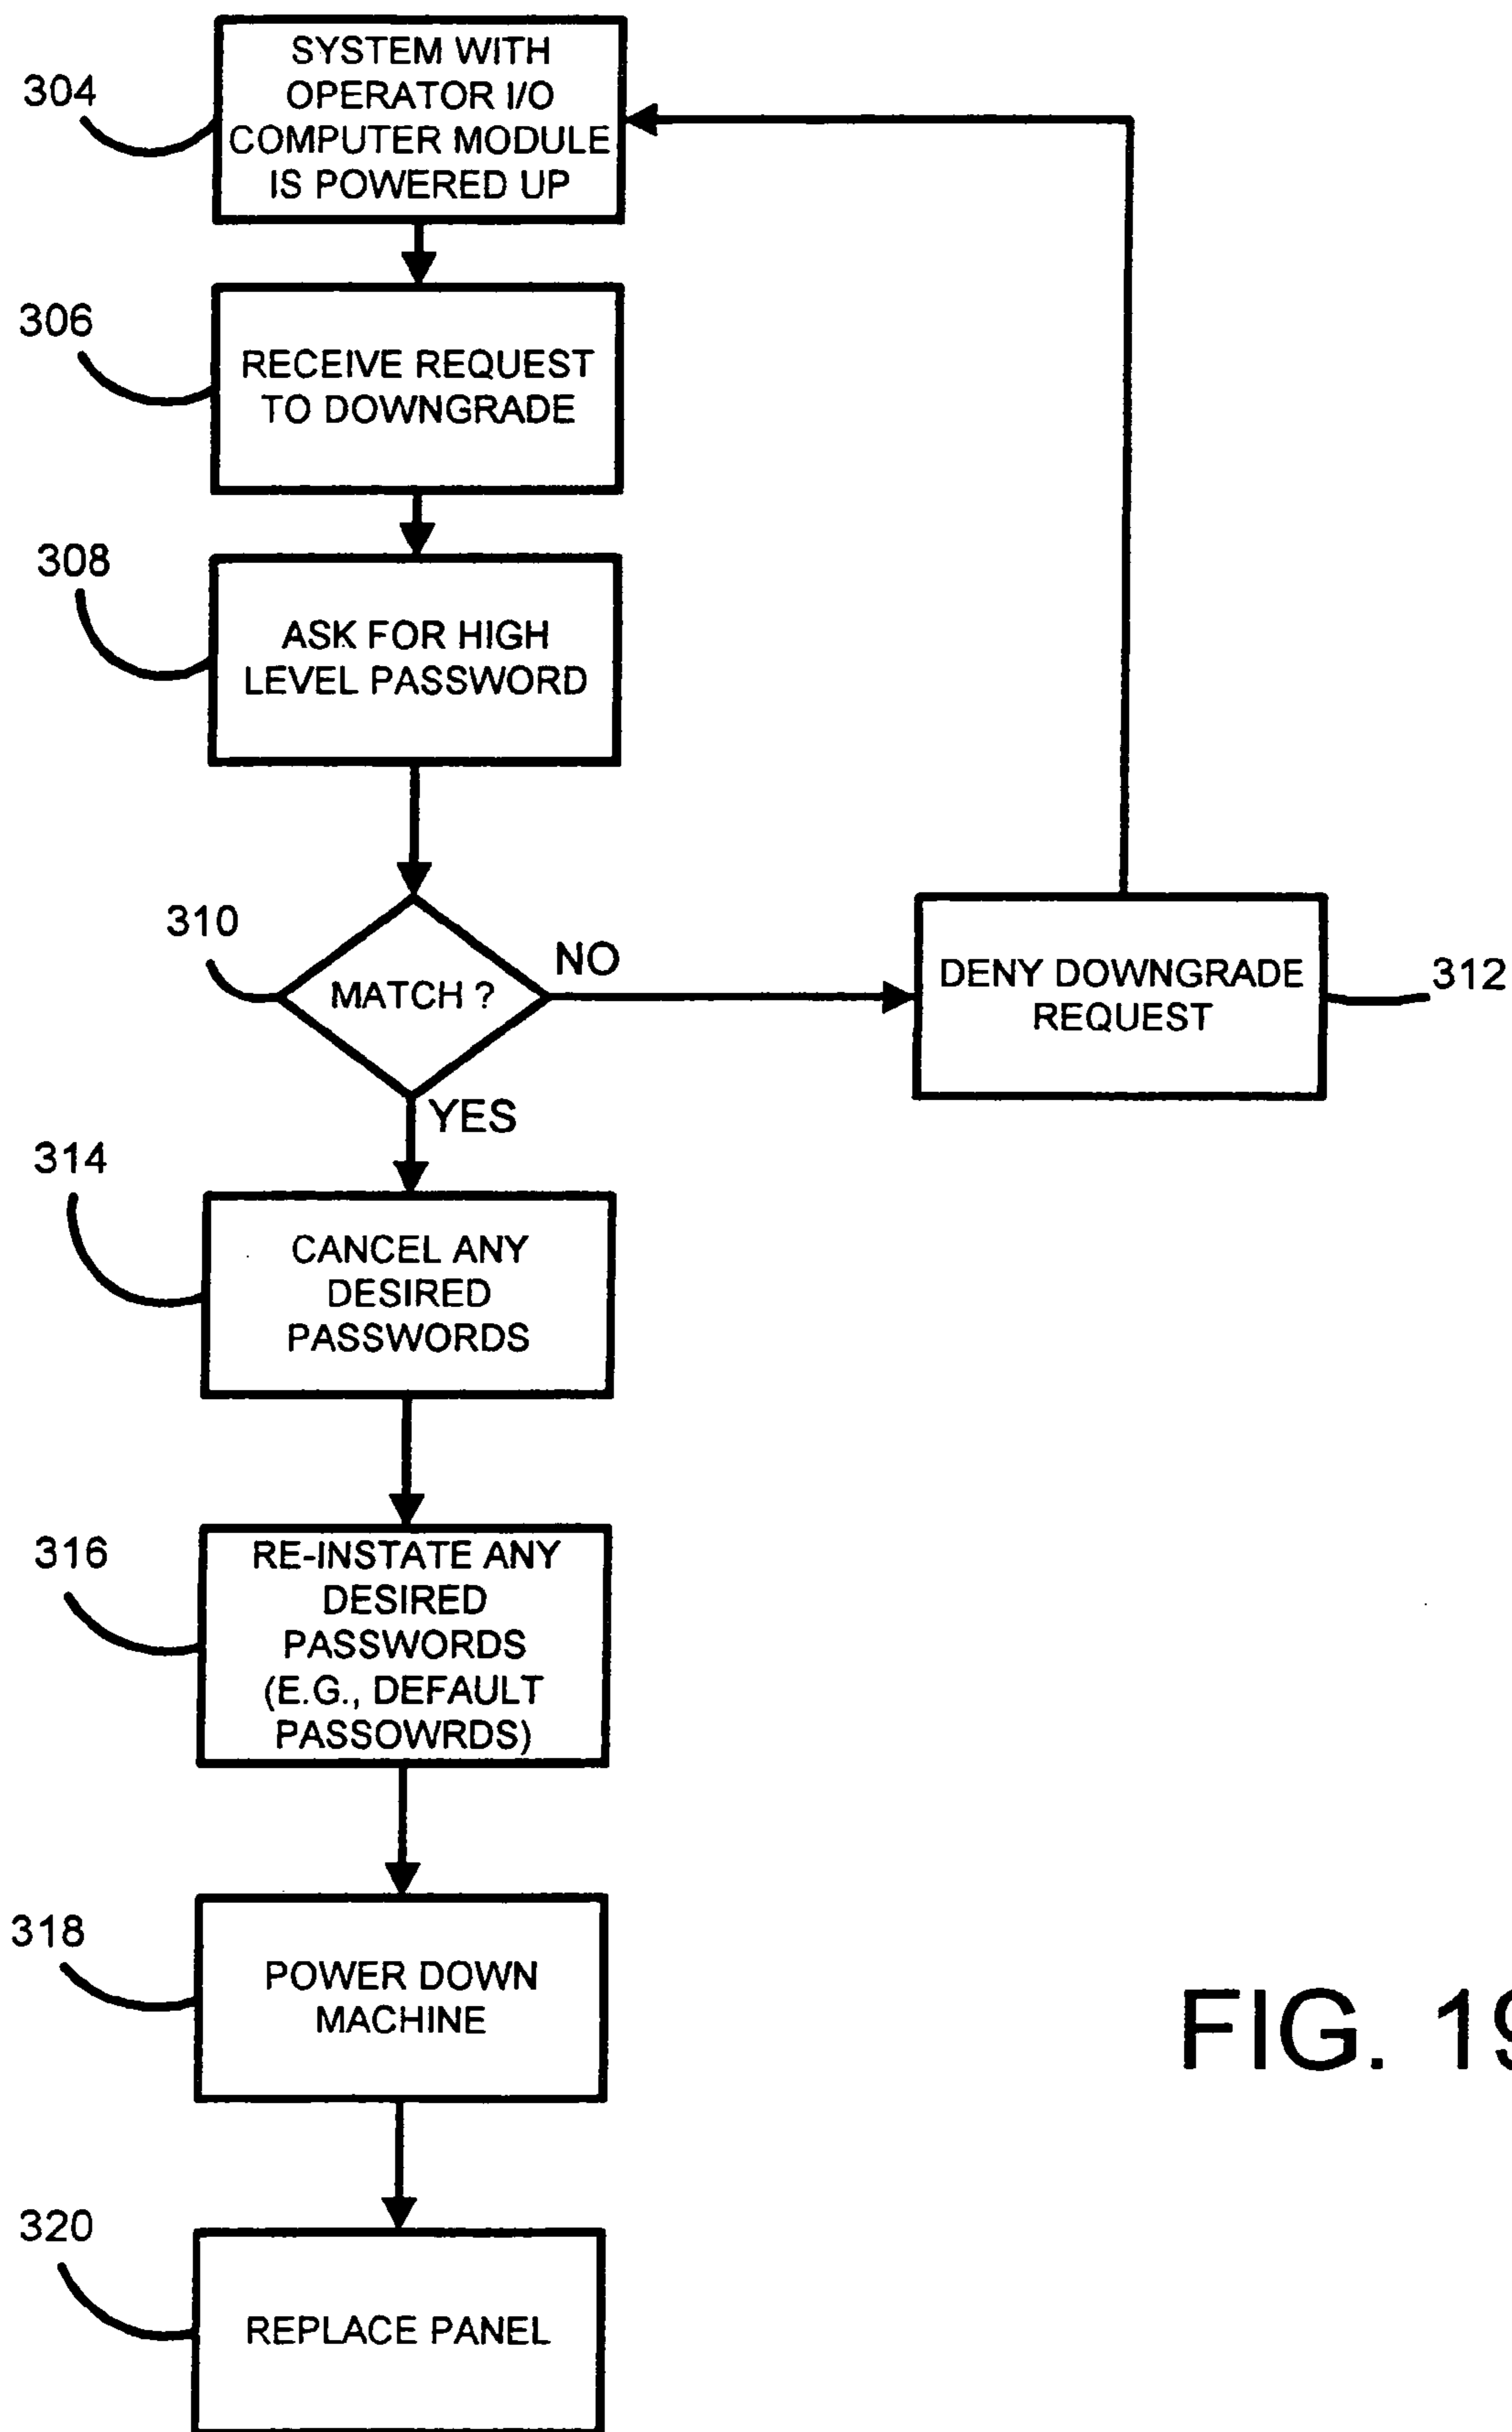 304
SYSTEM WITH
OPERATOR I/O
COMPUTER MODULE
IS POWERED UP
306
RECEIVE REQUEST
TO DOWNGRADE
308
ASK FOR HIGH
LEVEL PASSWORD
310
MATCH ?
NO
DENY DOWNGRADE
REQUEST
312
YES
314
CANCEL ANY
DESIRED
PASSWORDS
316
RE-INSTATE ANY
DESIRED
PASSWORDS
(E.G., DEFAULT
PASSOWRDS)
318
POWER DOWN
MACHINE
FIG. 19
320
REPLACE PANEL